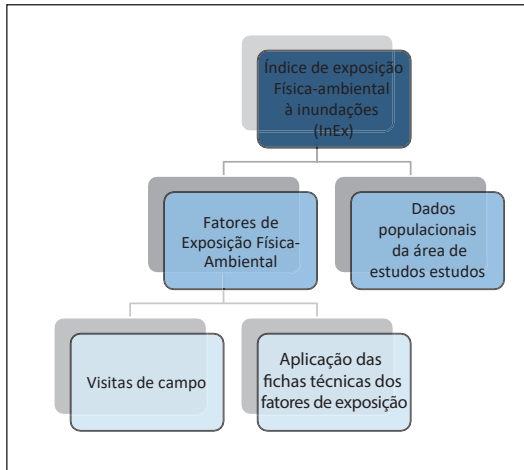 Índice de exposição
Física-ambiental
à inundações
(InEx)
Fatores de
Exposição Física-
Ambiental
Dados
populacionais
da área de
estudos estudos
Visitas de campo
Aplicação das
fichas técnicas dos
fatores de exposição